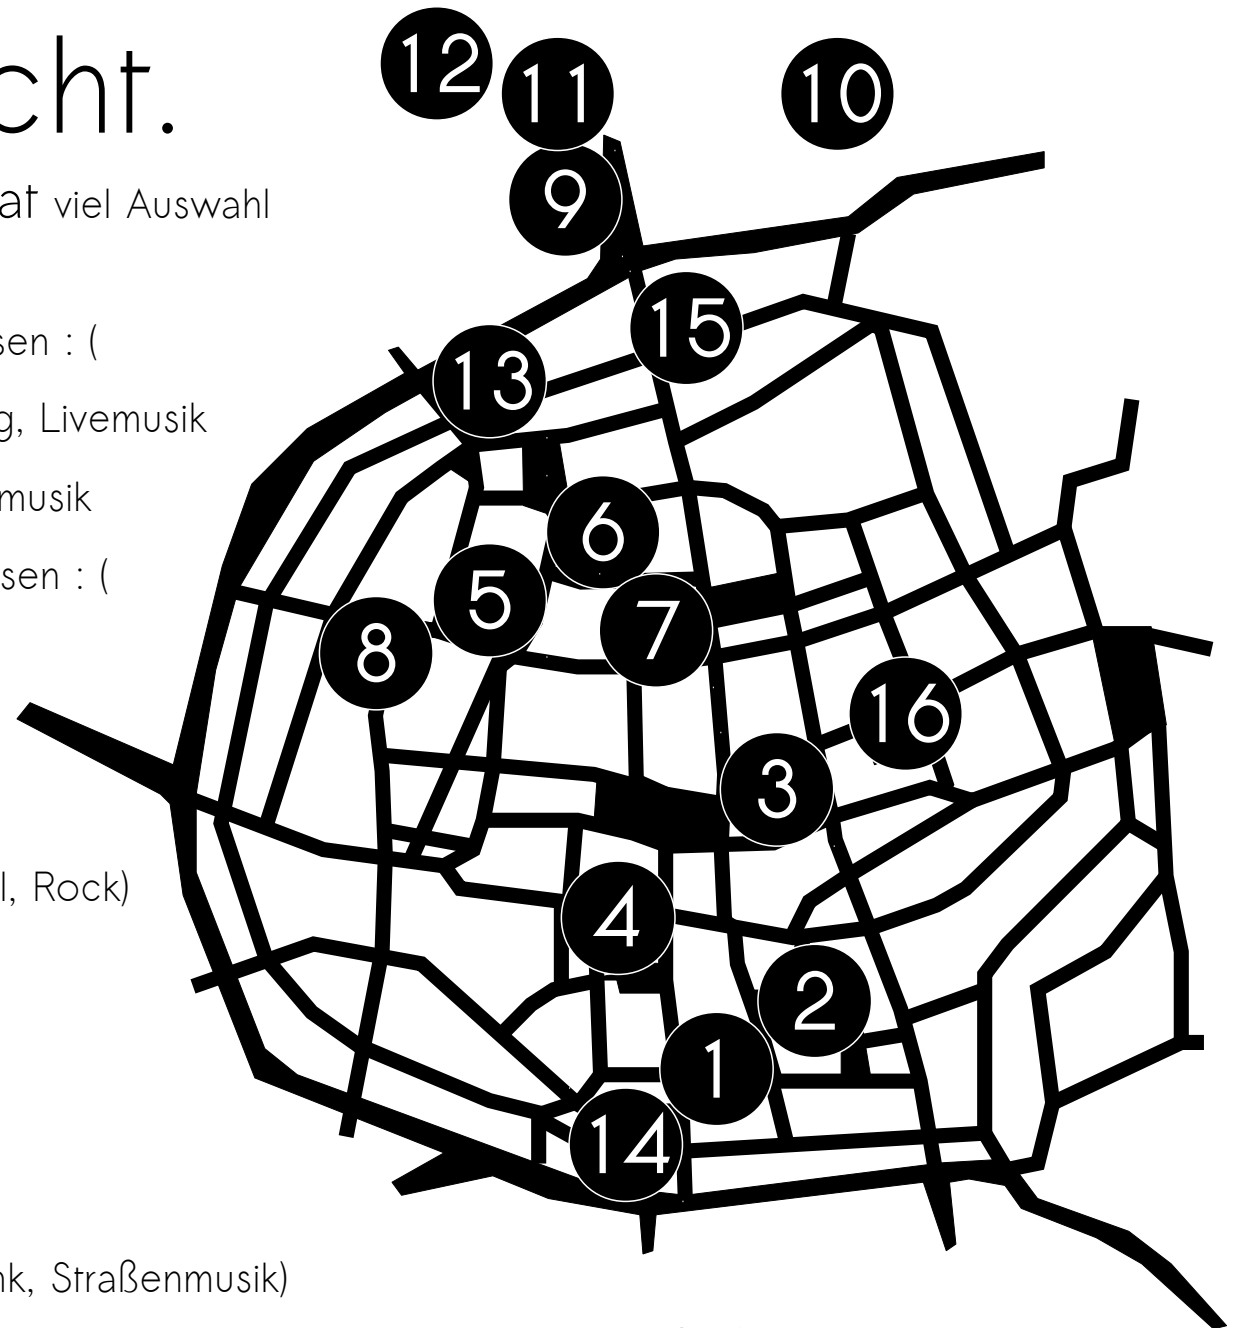 cht.
at viel Auswahl
sen : (
g, Livemusik
musik
sen : (
l, Rock)
nk, Straßenmusik)
12
11
10
9
15
13
6
5
7
8
16
3
4
2
1
14